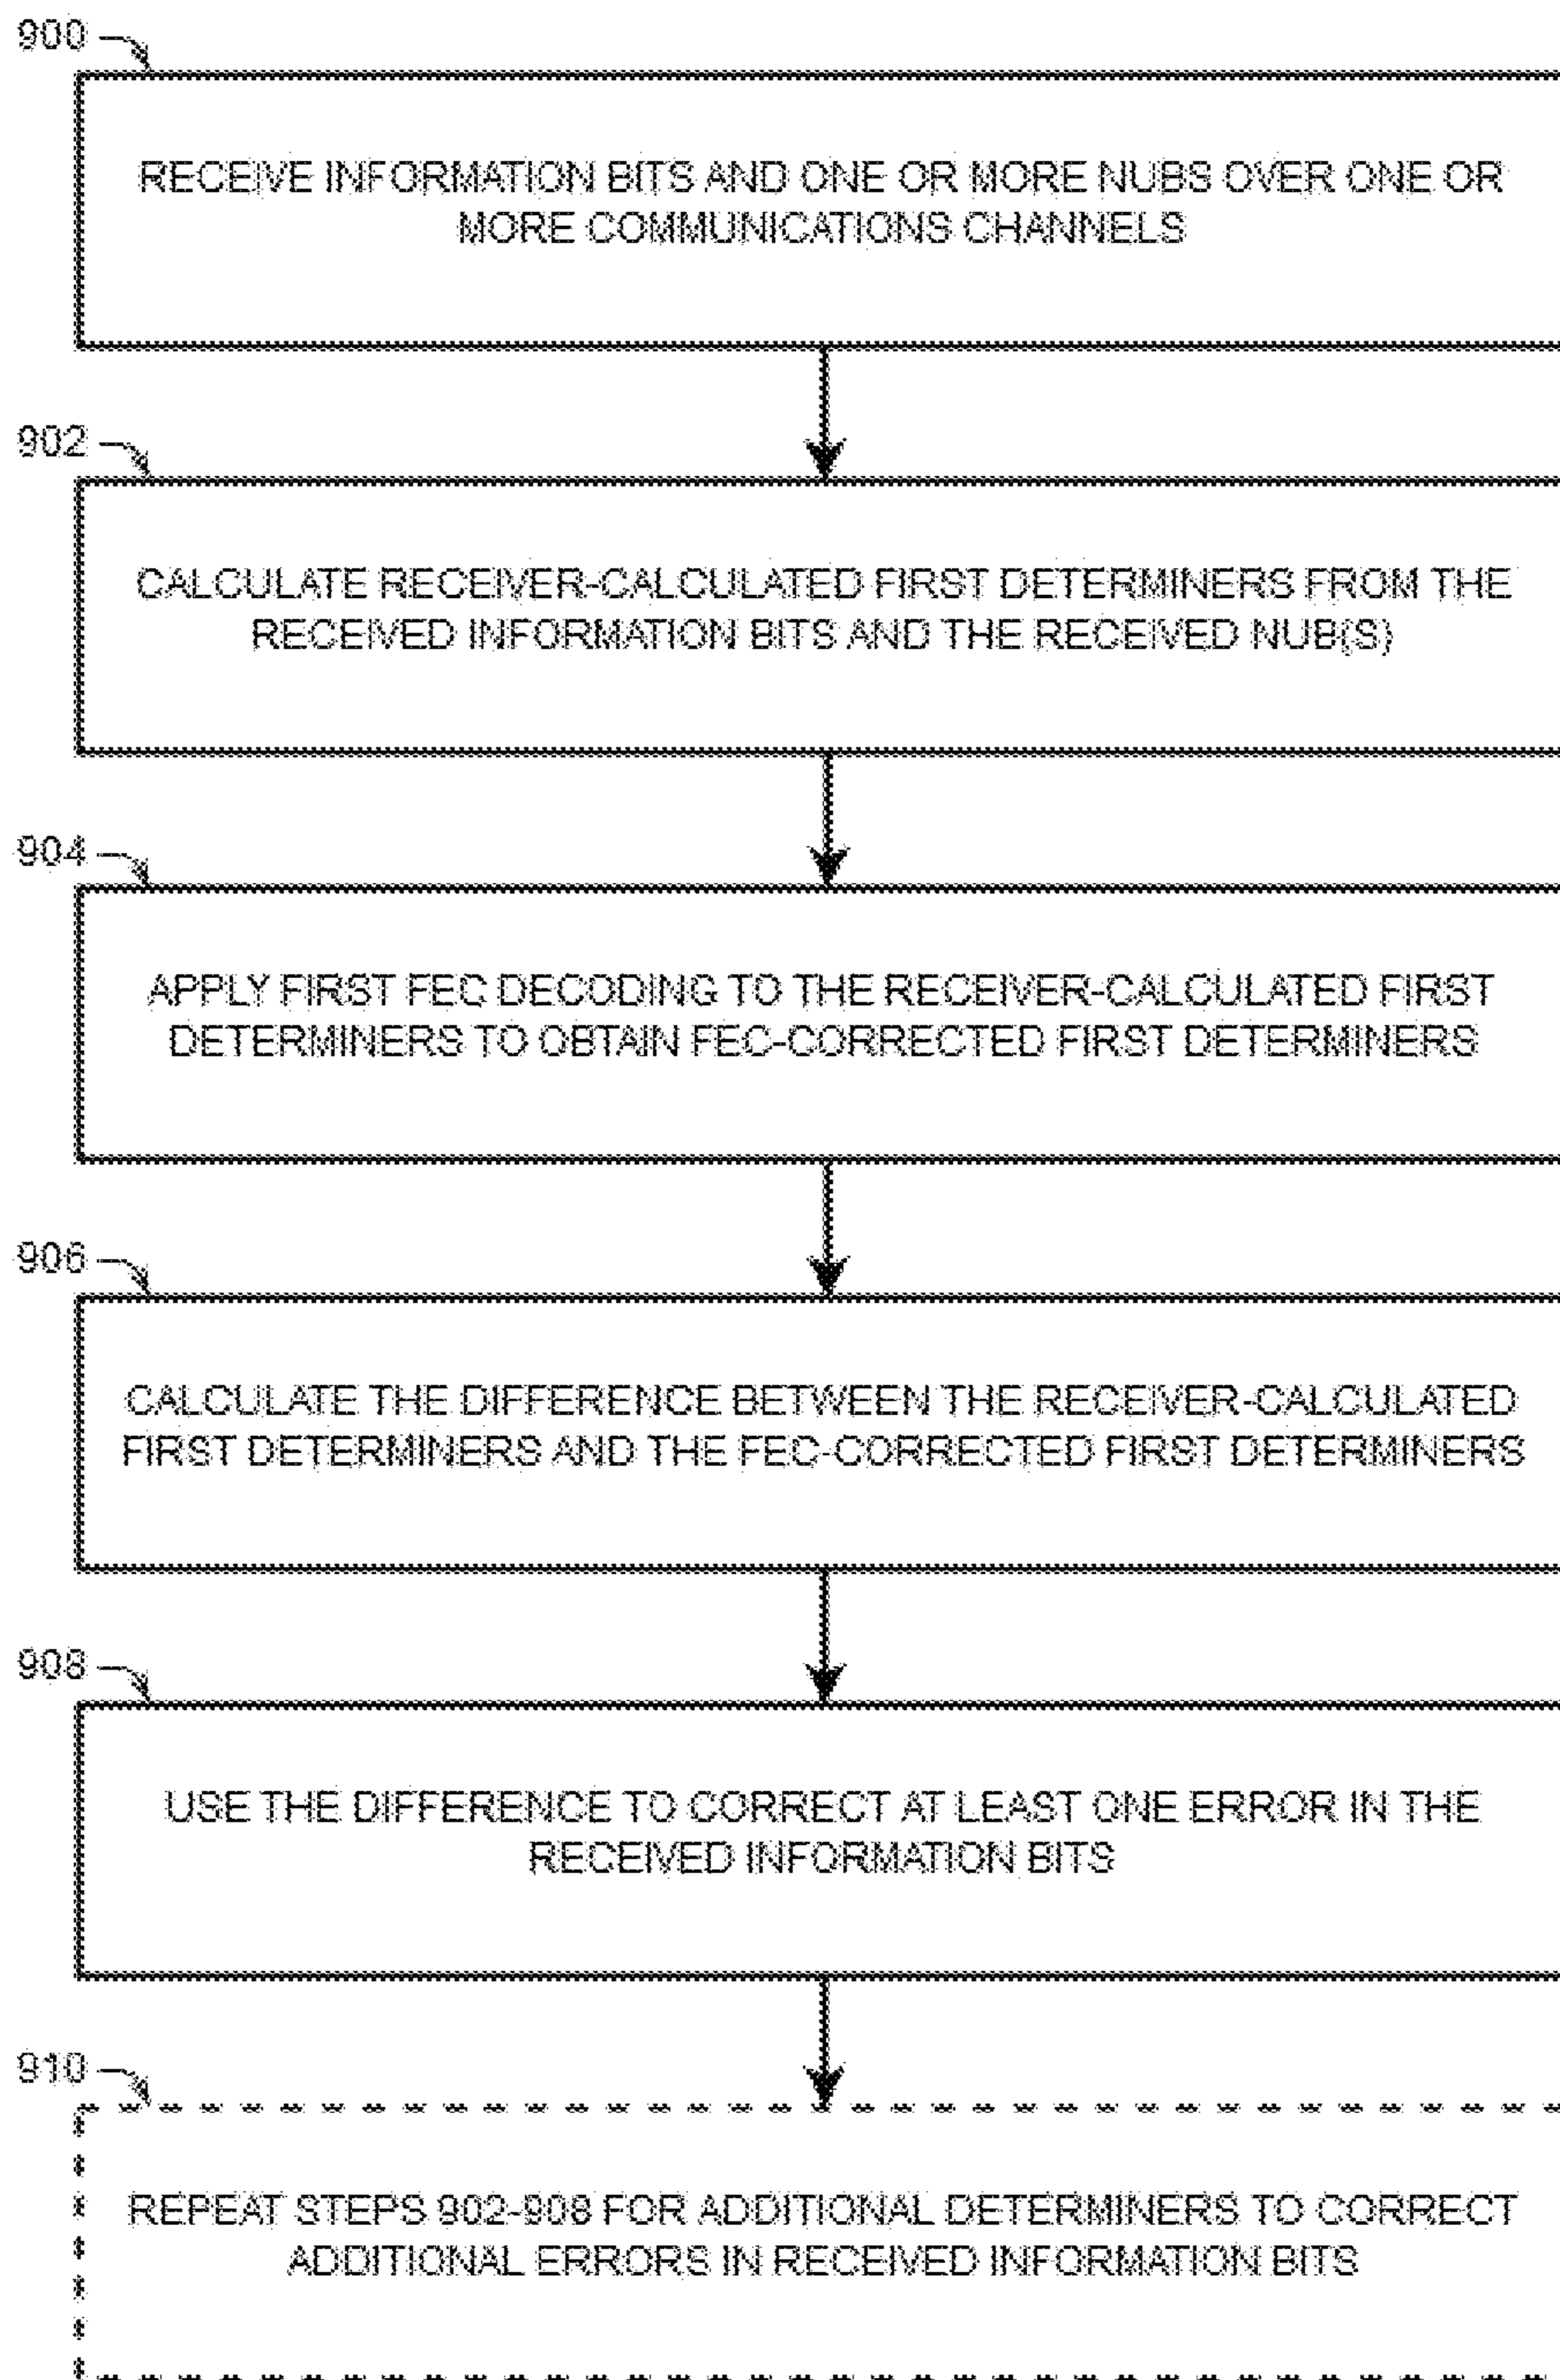 900
RECEIVE INFORMATION BITS AND ONE OR MORE NUBS OVER ONE OR
MORE COMMUNICATIONS CHANNELS
902
CALCULATE RECEIVER-CALCULATED FIRST DETERMINERS FROM THE
RECEIVED INFORMATION BITS AND THE RECEIVED NUB(S)
904
APPLY FIRST FEC DECODING TO THE RECEIVER-CALCULATED FIRST
DETERMINERS TO OBTAIN FEC-CORRECTED FIRST DETERMINERS
906
CALCULATE THE DIFFERENCE BETWEEN THE RECEIVER-CALCULATED
FIRST DETERMINERS AND THE FEC-CORRECTED FIRST DETERMINERS
908
USE THE DIFFERENCE TO CORRECT AT LEAST ONE ERROR IN THE
RECEIVED INFORMATION BITS
910
REPEAT STEPS 902-908 FOR ADDITIONAL DETERMINERS TO CORRECT
ADDITIONAL ERRORS IN RECEIVED INFORMATION BITS